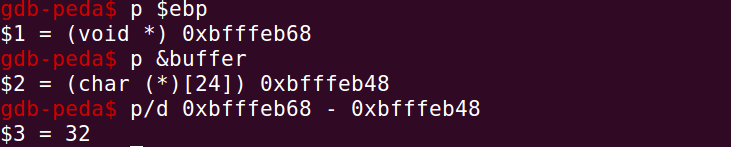 gdb-peda$ p $ebp
$1 = (void *) 0xbfffeb68
gdb-peda$ p &buffer
$2 = (char (*)[24]) 0xbfffeb48
gdb-peda$ p/d 0xbfffeb68 - 0xbfffeb48
$3 = 32